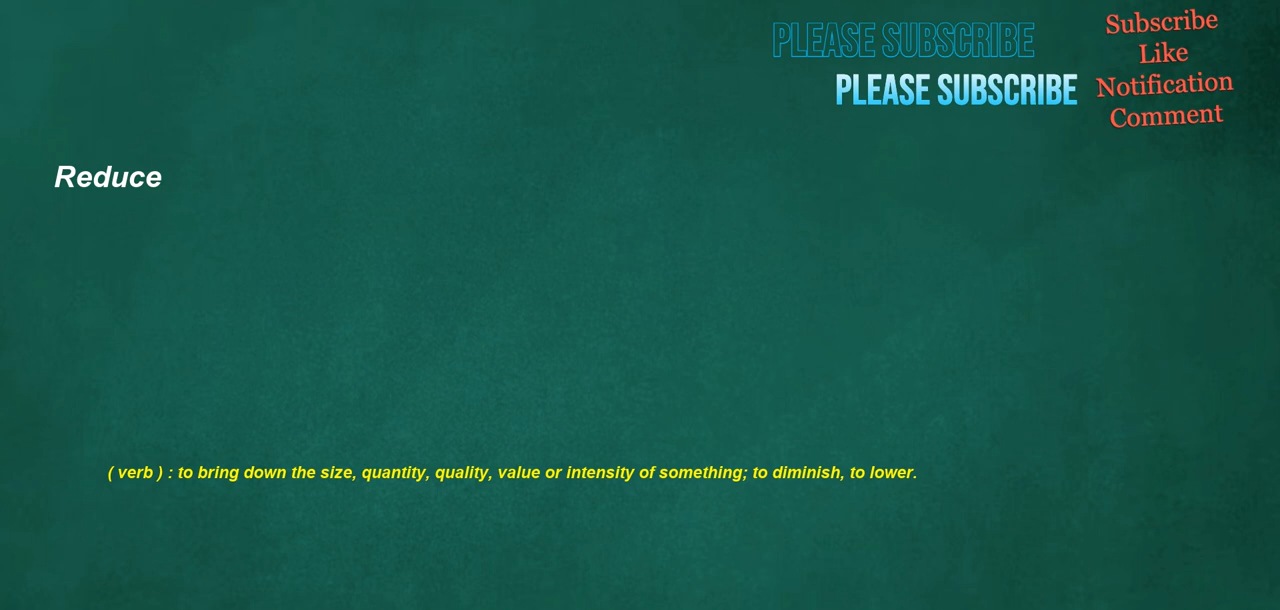 PLEASE SUBSCRIBE
PLEASE SUBSCRIBE
Subscribe
Like
Notification
Comment
Reduce
( verb ) : to bring down the size, quantity, quality, value or intensity of something; to diminish, to lower.